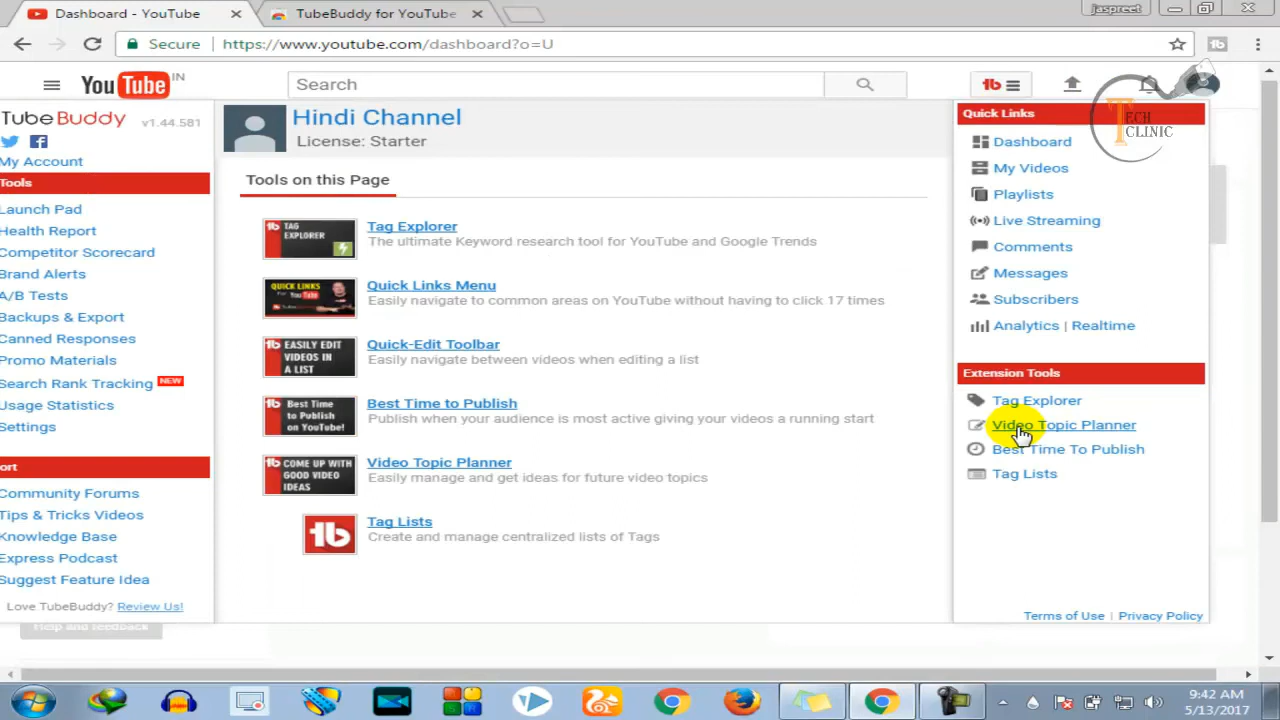 Dashboard - YouTube
TubeBuddy for YouTube
jaspreet
Secure
https://www.youtube.com/dashboard?o=U
YouTube IN
Search
TECH CLINIC
TubeBuddy v1.44.581
My Account
Tools
Launch Pad
Health Report
Competitor Scorecard
Brand Alerts
A/B Tests
Backups & Export
Canned Responses
Promo Materials
Search Rank Tracking NEW
Usage Statistics
Settings
ort
Community Forums
Tips & Tricks Videos
Knowledge Base
Express Podcast
Suggest Feature Idea
Love TubeBuddy? Review Us!
Help and feedback
Hindi Channel
License: Starter
Tools on this Page
TAG EXPLORER
Tag Explorer
The ultimate Keyword research tool for YouTube and Google Trends
QUICK LINKS
Quick Links Menu
Easily navigate to common areas on YouTube without having to click 17 times
EASILY EDIT VIDEOS IN A LIST
Quick-Edit Toolbar
Easily navigate between videos when editing a list
Best Time to Publish on YouTube!
Best Time to Publish
Publish when your audience is most active giving your videos a running start
COME UP WITH GOOD VIDEO IDEAS
Video Topic Planner
Easily manage and get ideas for future video topics
Tag Lists
Create and manage centralized lists of Tags
Quick Links
Dashboard
My Videos
Playlists
Live Streaming
Comments
Messages
Subscribers
Analytics | Realtime
Extension Tools
Tag Explorer
Video Topic Planner
Best Time To Publish
Tag Lists
Terms of Use | Privacy Policy
9:42 AM
5/13/2017